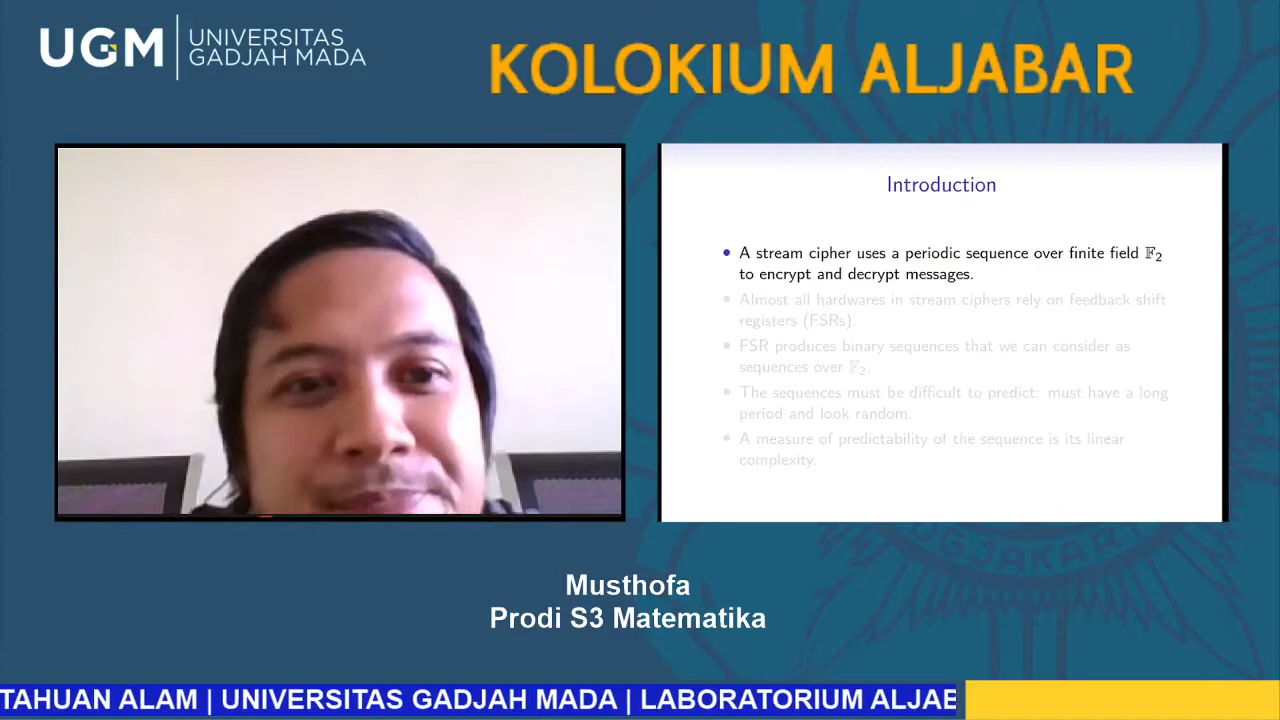 UGM
UNIVERSITAS
GADJAH MADA
KOLOKIUM ALJABAR
Introduction
• A stream cipher uses a periodic sequence over finite field 𝔽₂
to encrypt and decrypt messages.
• Almost all hardwares in stream ciphers rely on feedback shift
registers (FSRs).
• FSR produces binary sequences that we can consider as
sequences over 𝔽₂.
• The sequences must be difficult to predict: must have a long
period and look random.
• A measure of predictability of the sequence is its linear
complexity.
Musthofa
Prodi S3 Matematika
TAHUAN ALAM | UNIVERSITAS GADJAH MADA | LABORATORIUM ALJAB